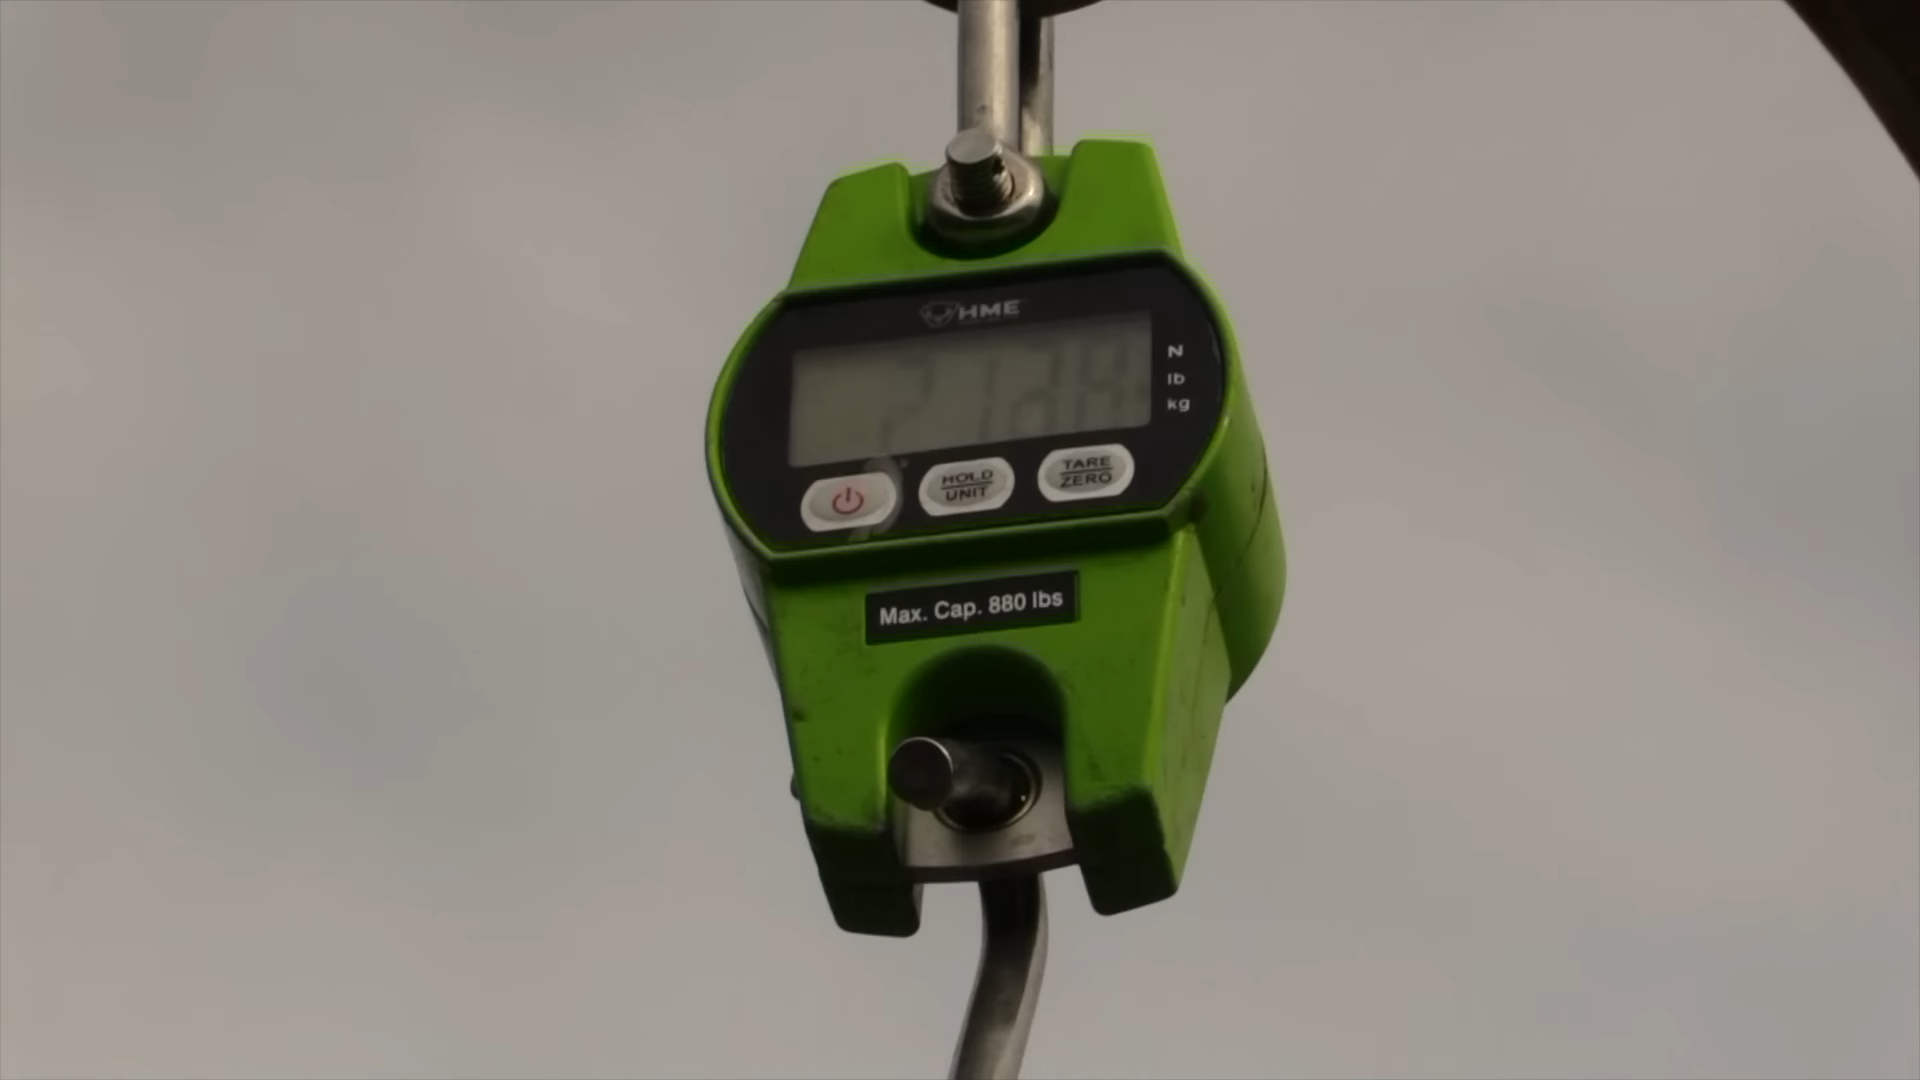 HME
N
lb
kg
HOLD
UNIT
TARE
ZERO
Max. Cap. 880 lbs